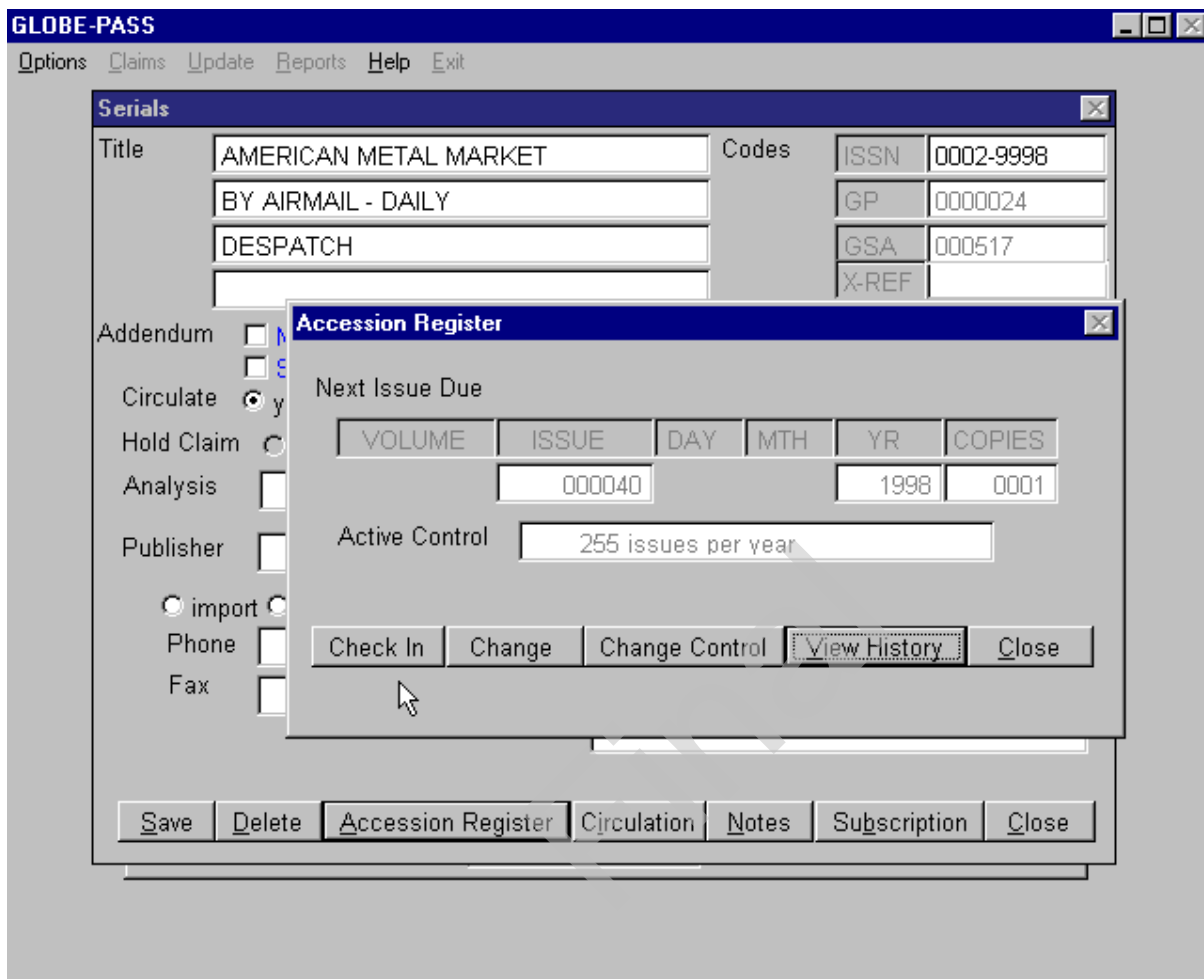 GLOBE-PASS
Options Claims Update Reports Help Exit
Serials
Title AMERICAN METAL MARKET Codes ISSN 0002-9998
BY AIRMAIL - DAILY GP 0000024
DESPATCH GSA 000517
X-REF
Accession Register
Addendum N
S
Next Issue Due
Circulate y
VOLUME ISSUE DAY MTH YR COPIES
Hold Claim
000040 1998 0001
Analysis
Active Control 255 issues per year
Publisher
import
Phone
Check In Change Change Control View History Close
Fax
Save Delete Accession Register Circulation Notes Subscription Close